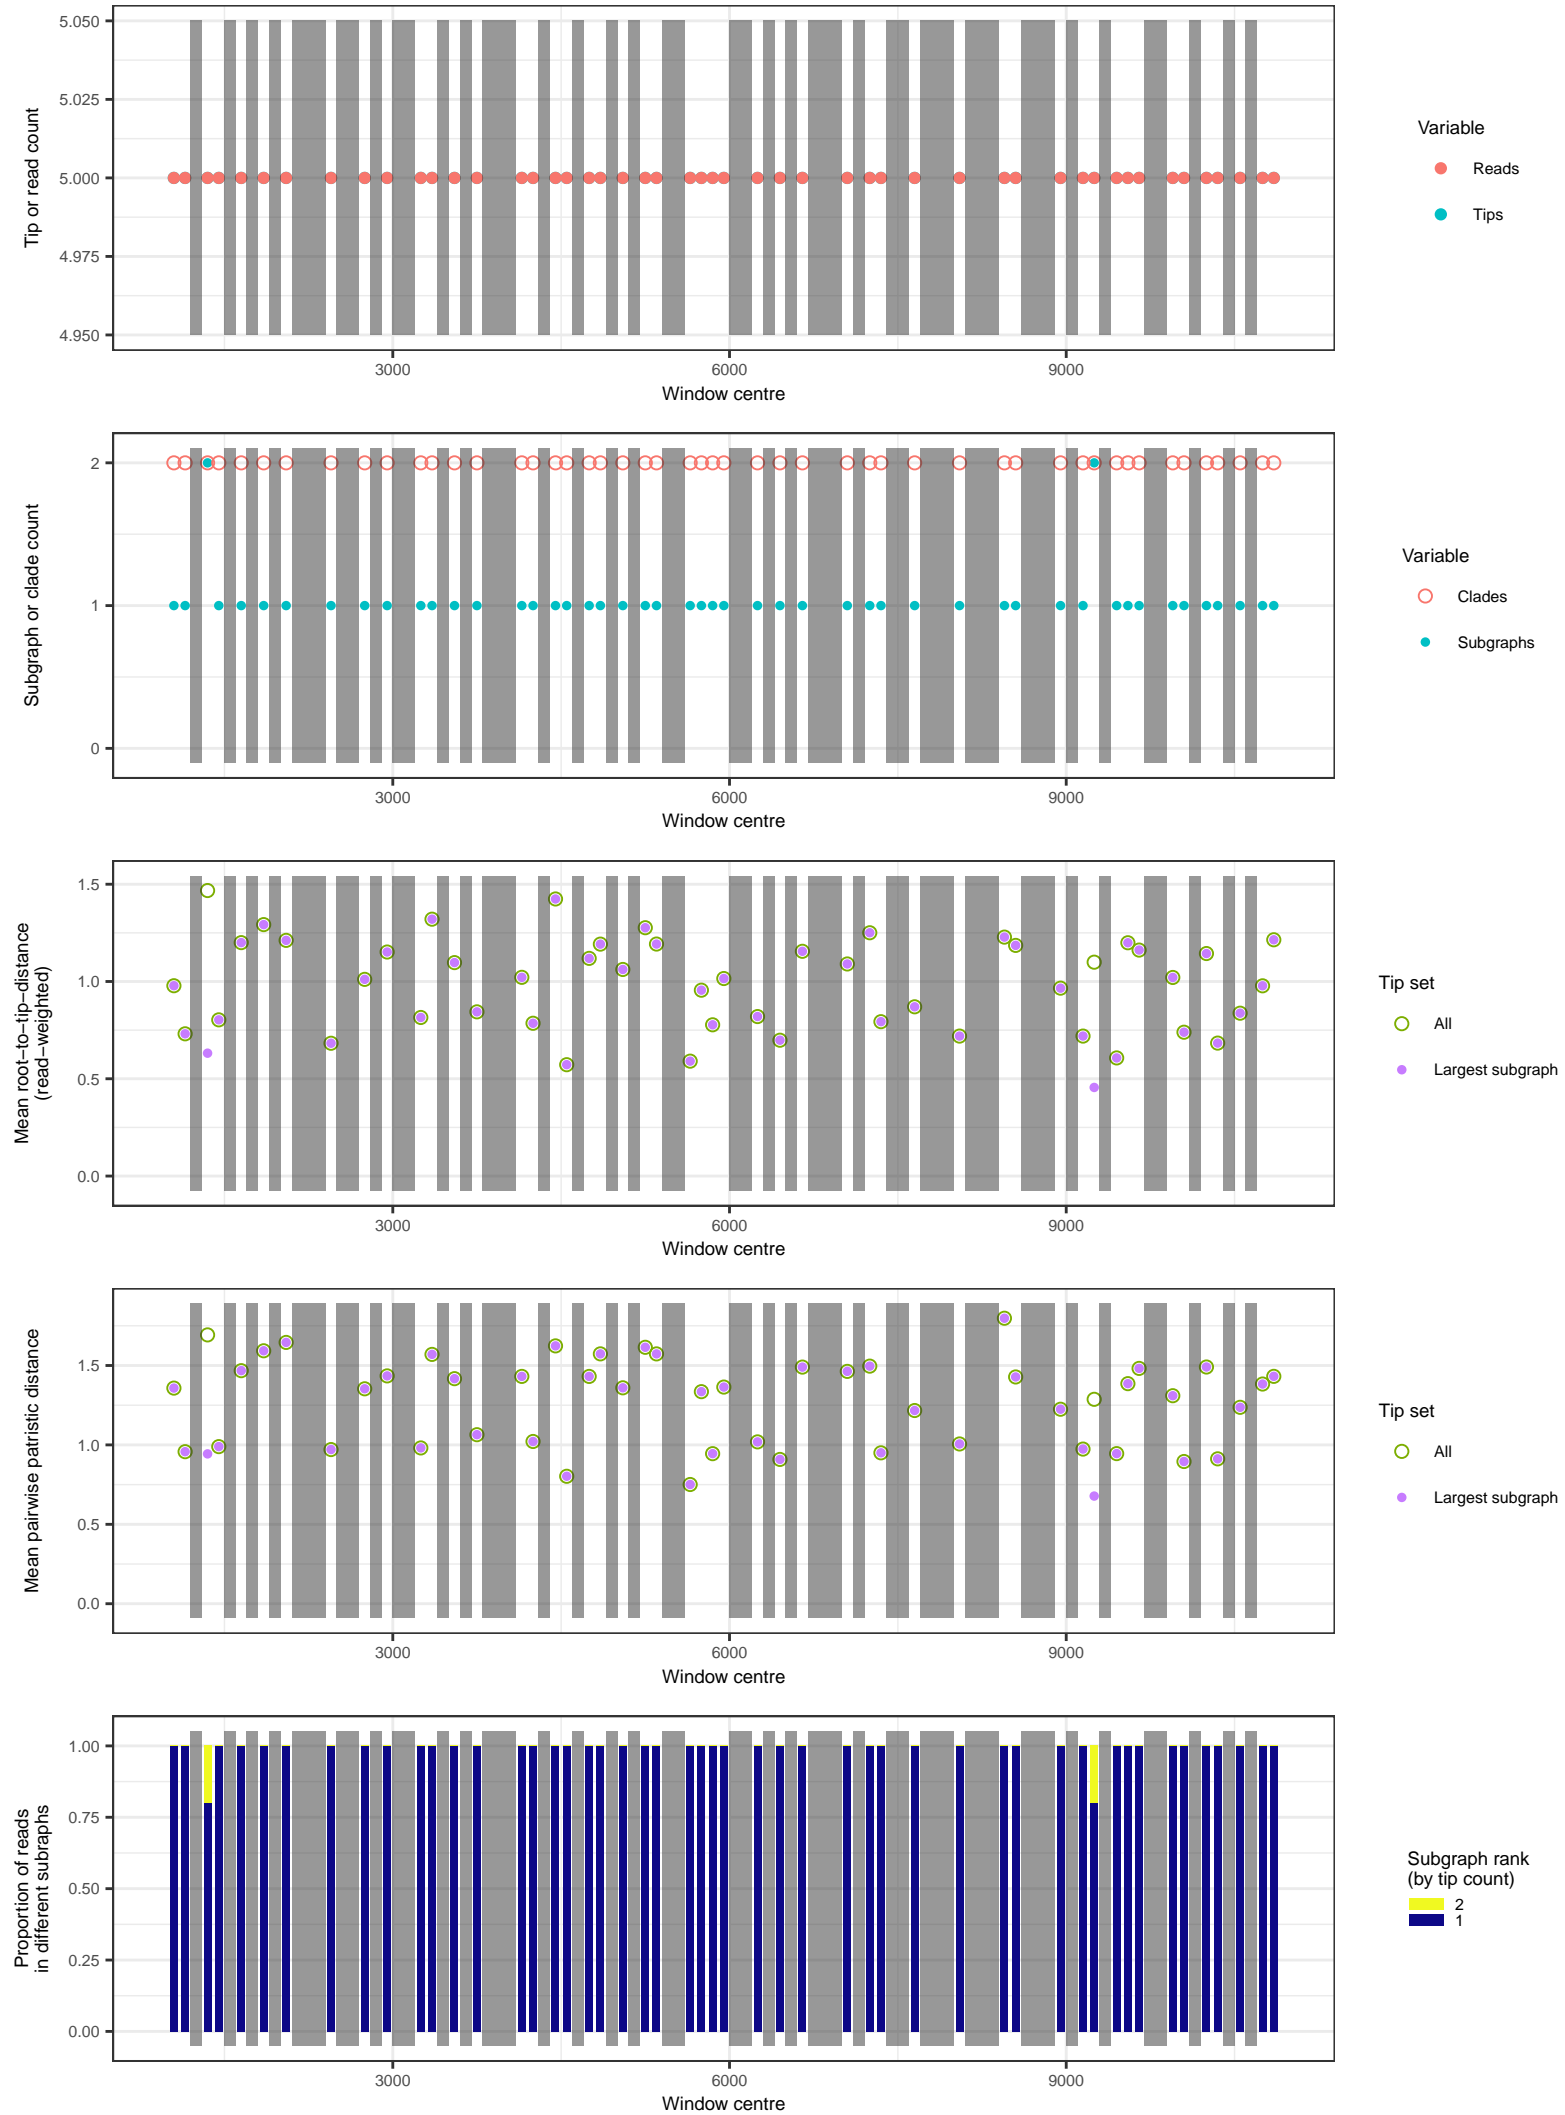 5.050
5.025
5.000
4.975
4.950
Tip or read count
3000 6000 9000
Window centre
Variable
Reads
Tips
2
1
0
Subgraph or clade count
3000 6000 9000
Window centre
Variable
Clades
Subgraphs
1.5
1.0
0.5
0.0
Mean root−to−tip−distance
(read−weighted)
3000 6000 9000
Window centre
Tip set
All
Largest subgraph
1.5
1.0
0.5
0.0
Mean pairwise patristic distance
3000 6000 9000
Window centre
Tip set
All
Largest subgraph
1.00
0.75
0.50
0.25
0.00
Proportion of reads
in different subraphs
3000 6000 9000
Window centre
Subgraph rank
(by tip count)
2
1